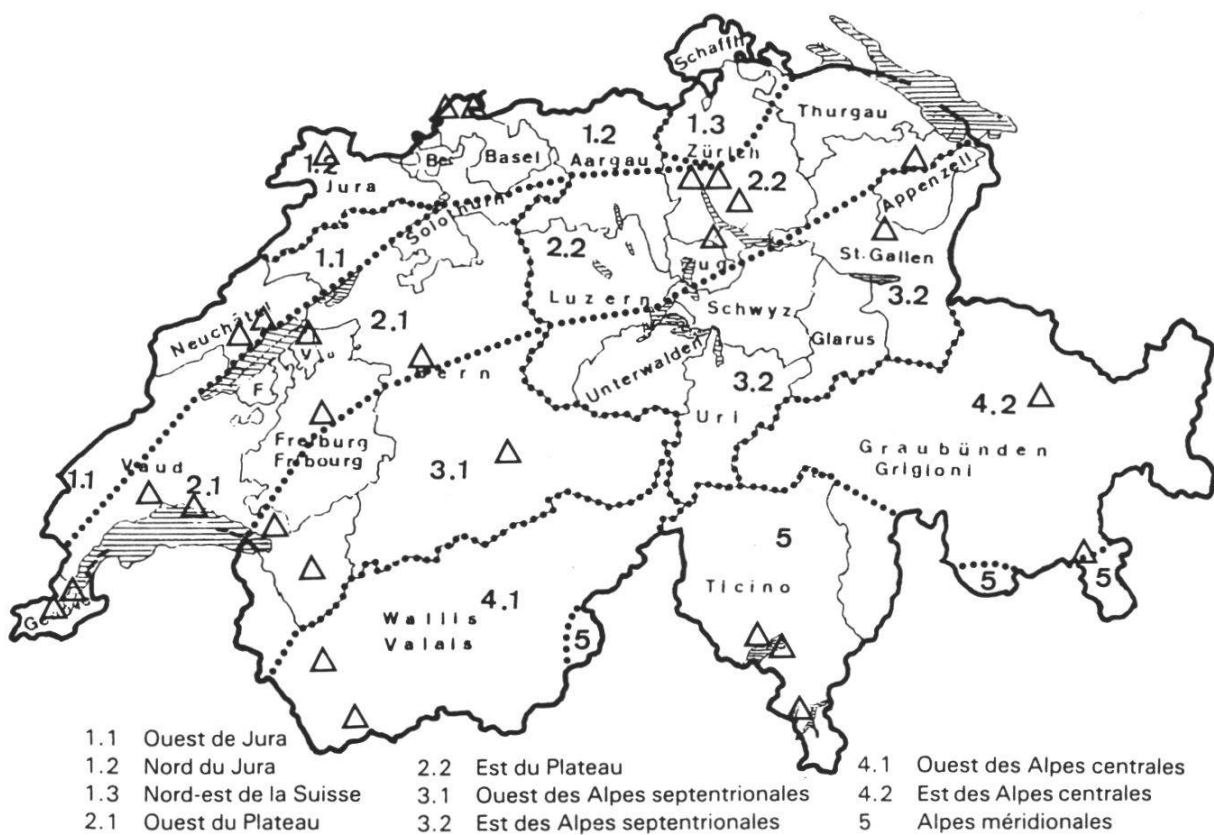 Schaffh
Thurgau
1.3
1.2
Zürich
Be
Basel
Aargau
1.2
Jura
2.2
Appenzell
Solothurn
1.1
2.2
Zug
St. Gallen
3.2
Luzern
Schwyz
Neuchâtel
2.1
Glarus
Unterwalden
Bern
3.2
F
Uri
4.2
Freiburg
Fribourg
Graubünden
Grigioni
3.1
Vaud
1.1
2.1
5
Ticino
5
5
4.1
Wallis
Valais
5
1.1 Ouest de Jura
1.2 Nord du Jura
1.3 Nord-est de la Suisse
2.1 Ouest du Plateau
2.2 Est du Plateau
3.1 Ouest des Alpes septentrionales
3.2 Est des Alpes septentrionales
4.1 Ouest des Alpes centrales
4.2 Est des Alpes centrales
5 Alpes méridionales